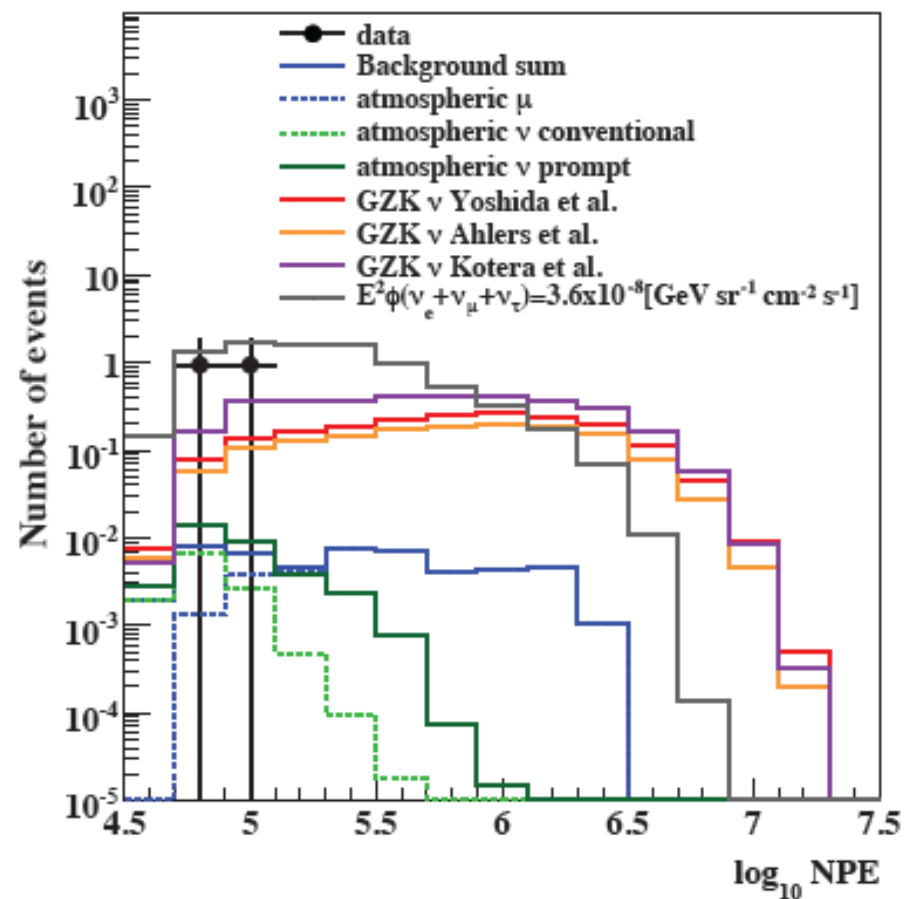 data
Background sum
atmospheric μ
atmospheric ν conventional
atmospheric ν prompt
GZK ν Yoshida et al.
GZK ν Ahlers et al.
GZK ν Kotera et al.
E²ϕ(νₑ+ν_μ+ν_τ)=3.6x10⁻⁸[GeV sr⁻¹ cm⁻² s⁻¹]
Number of events
10³
10²
10
1
10⁻¹
10⁻²
10⁻³
10⁻⁴
10⁻⁵
4.5 5 5.5 6 6.5 7 7.5
log₁₀ NPE